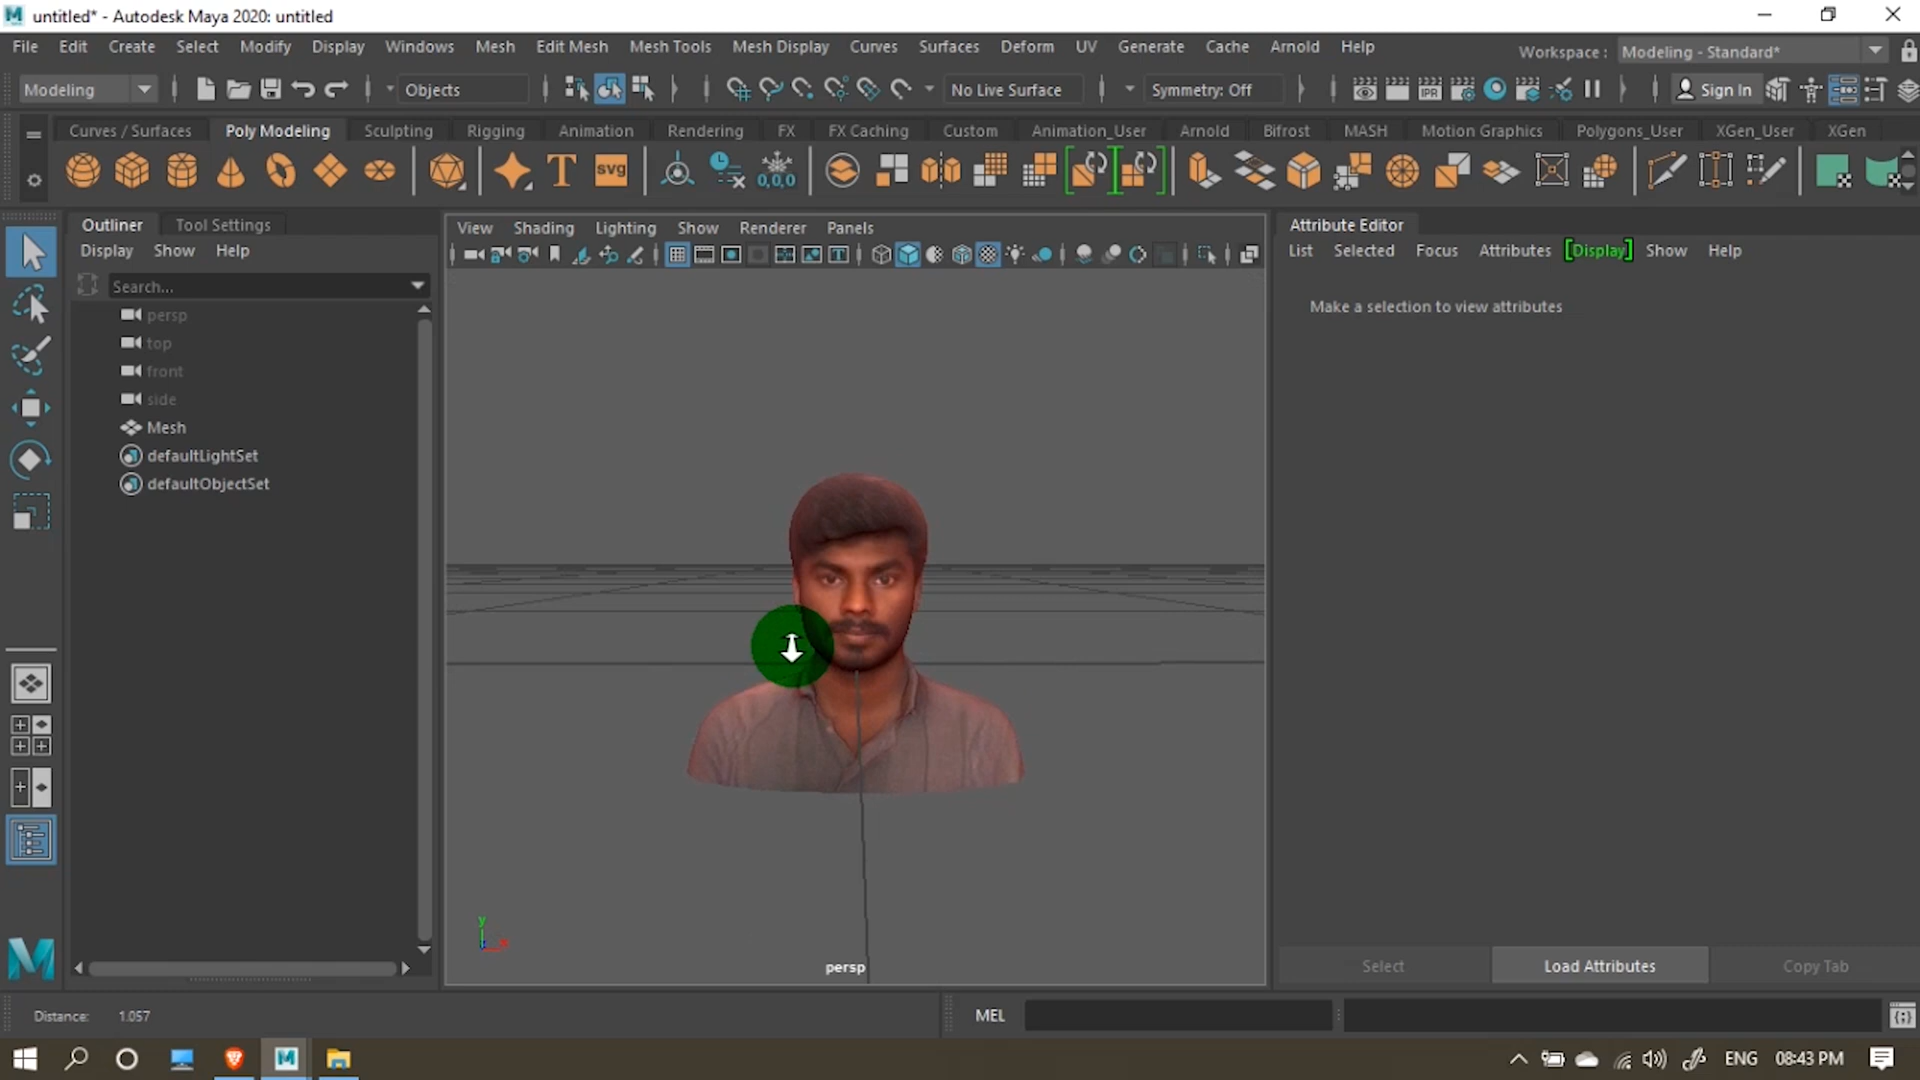 untitled* - Autodesk Maya 2020: untitled
File Edit Create Select Modify Display Windows Mesh Edit Mesh Mesh Tools Mesh Display Curves Surfaces Deform UV Generate Cache Arnold Help Workspace : Modeling - Standard*
Modeling Objects No Live Surface Symmetry: Off IPR Sign In
Curves / Surfaces Poly Modeling Sculpting Rigging Animation Rendering FX FX Caching Custom Animation_User Arnold Bifrost MASH Motion Graphics Polygons_User XGen_User XGen
T SVG 0,0,0
Outliner Tool Settings
Display Show Help
Search...
persp
top
front
side
Mesh
defaultLightSet
defaultObjectSet
View Shading Lighting Show Renderer Panels
y
persp
Attribute Editor
List Selected Focus Attributes [Display] Show Help
Make a selection to view attributes
Select Load Attributes Copy Tab
Distance: 1.057
MEL
ENG 08:43 PM